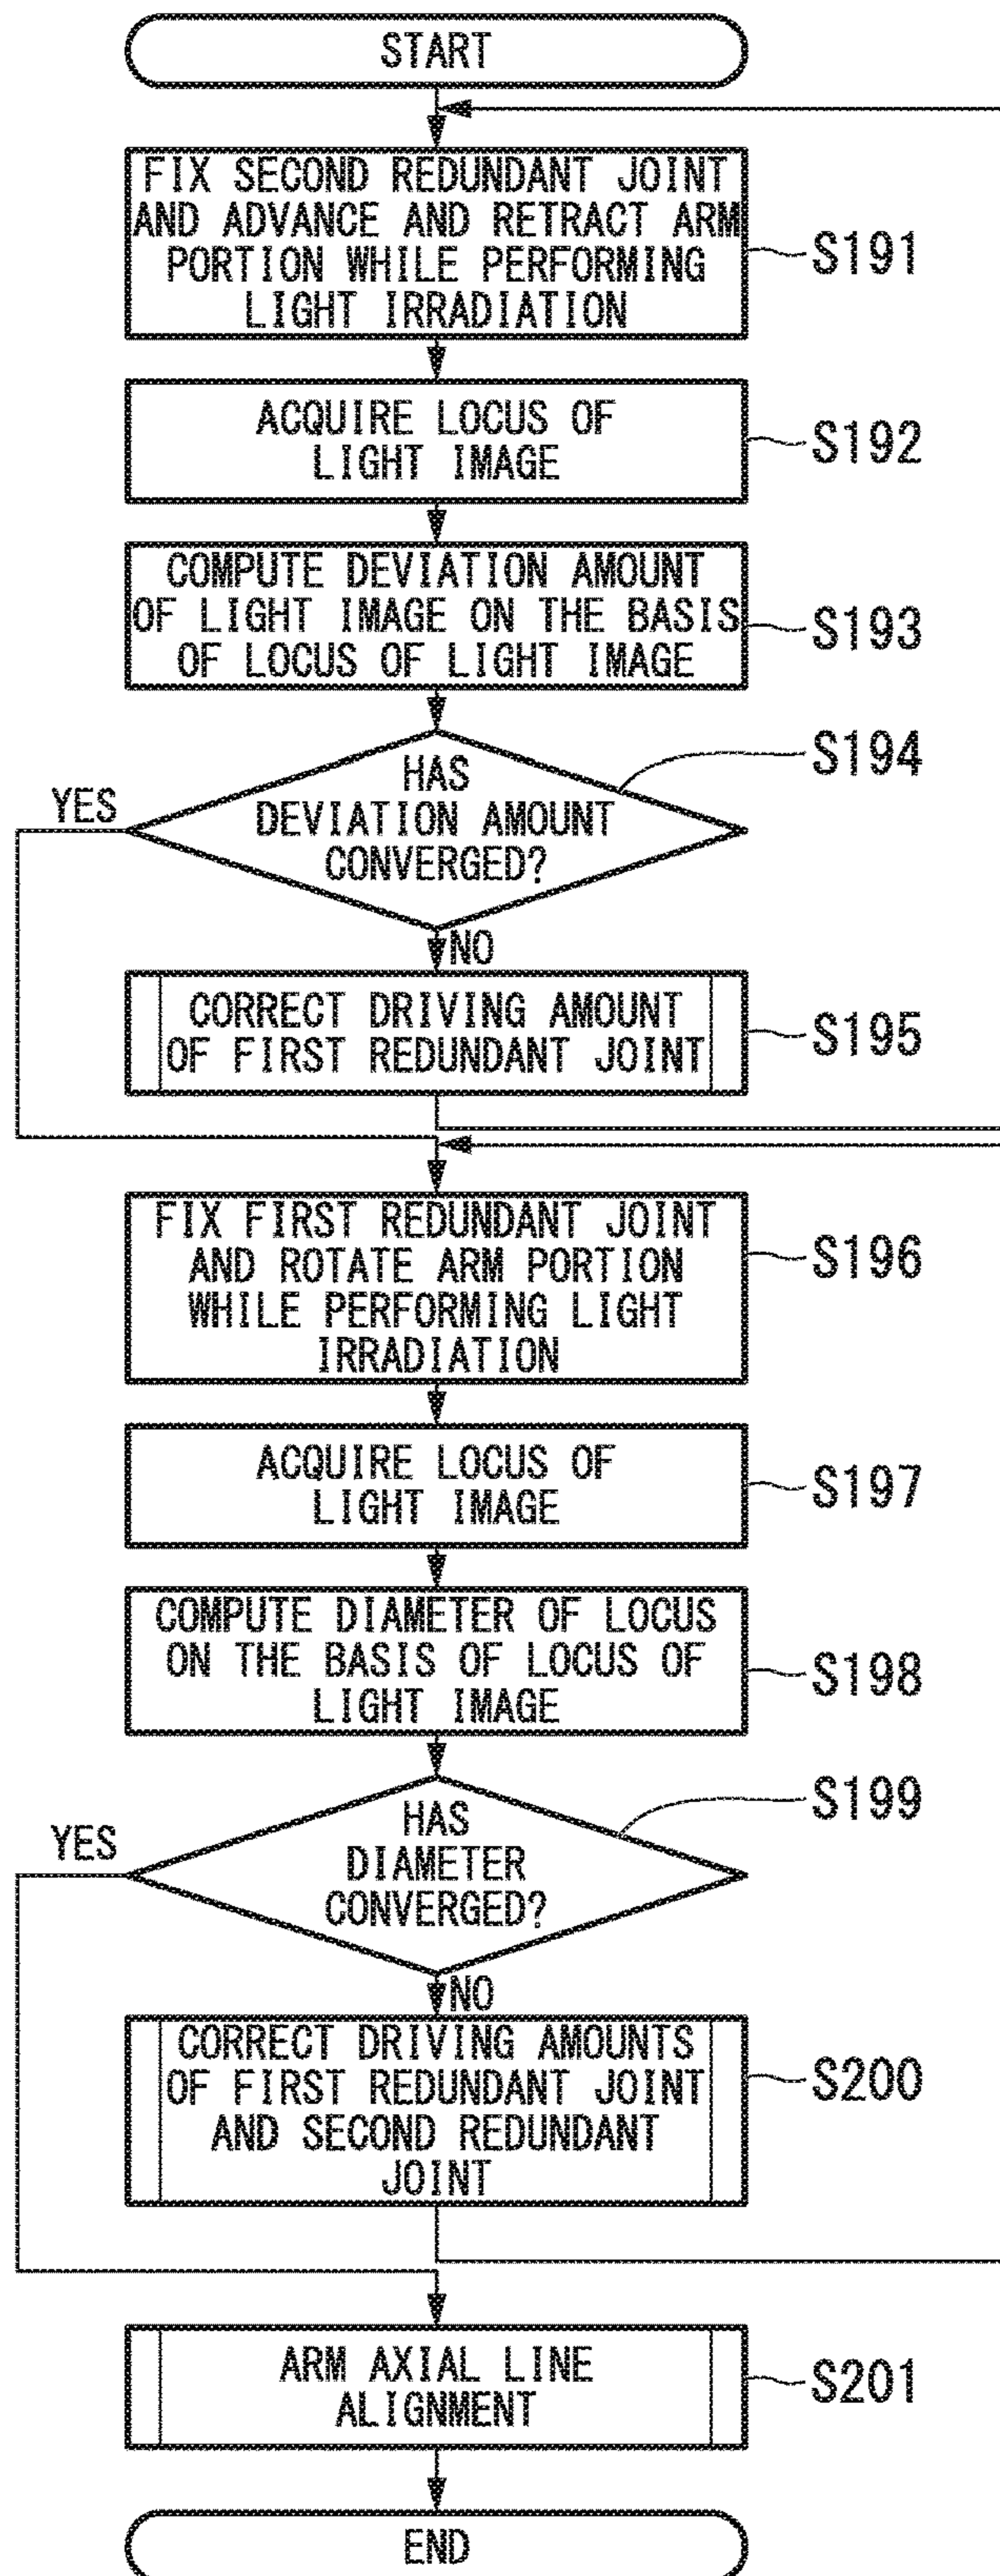 START
FIX SECOND REDUNDANT JOINT
AND ADVANCE AND RETRACT ARM
PORTION WHILE PERFORMING
LIGHT IRRADIATION
S191
ACQUIRE LOCUS OF
LIGHT IMAGE
S192
COMPUTE DEVIATION AMOUNT
OF LIGHT IMAGE ON THE BASIS
OF LOCUS OF LIGHT IMAGE
S193
HAS
DEVIATION AMOUNT
CONVERGED?
S194
YES
NO
CORRECT DRIVING AMOUNT
OF FIRST REDUNDANT JOINT
S195
FIX FIRST REDUNDANT JOINT
AND ROTATE ARM PORTION
WHILE PERFORMING LIGHT
IRRADIATION
S196
ACQUIRE LOCUS OF
LIGHT IMAGE
S197
COMPUTE DIAMETER OF LOCUS
ON THE BASIS OF LOCUS OF
LIGHT IMAGE
S198
HAS
DIAMETER
CONVERGED?
S199
YES
NO
CORRECT DRIVING AMOUNTS
OF FIRST REDUNDANT JOINT
AND SECOND REDUNDANT
JOINT
S200
ARM AXIAL LINE
ALIGNMENT
S201
END